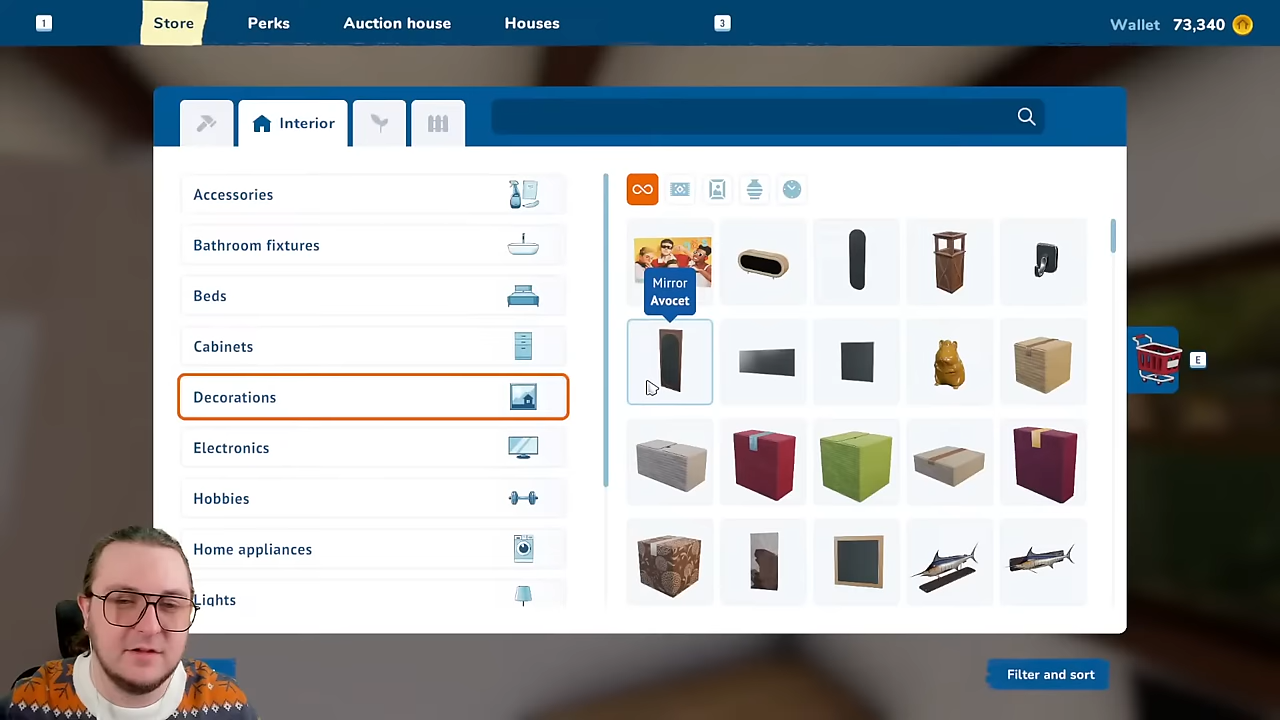 1
Store
Perks
Auction house
Houses
3
Wallet 73,340
Interior
Accessories
Bathroom fixtures
Beds
Cabinets
Decorations
Electronics
Hobbies
Home appliances
Lights
Mirror
Avocet
E
Filter and sort